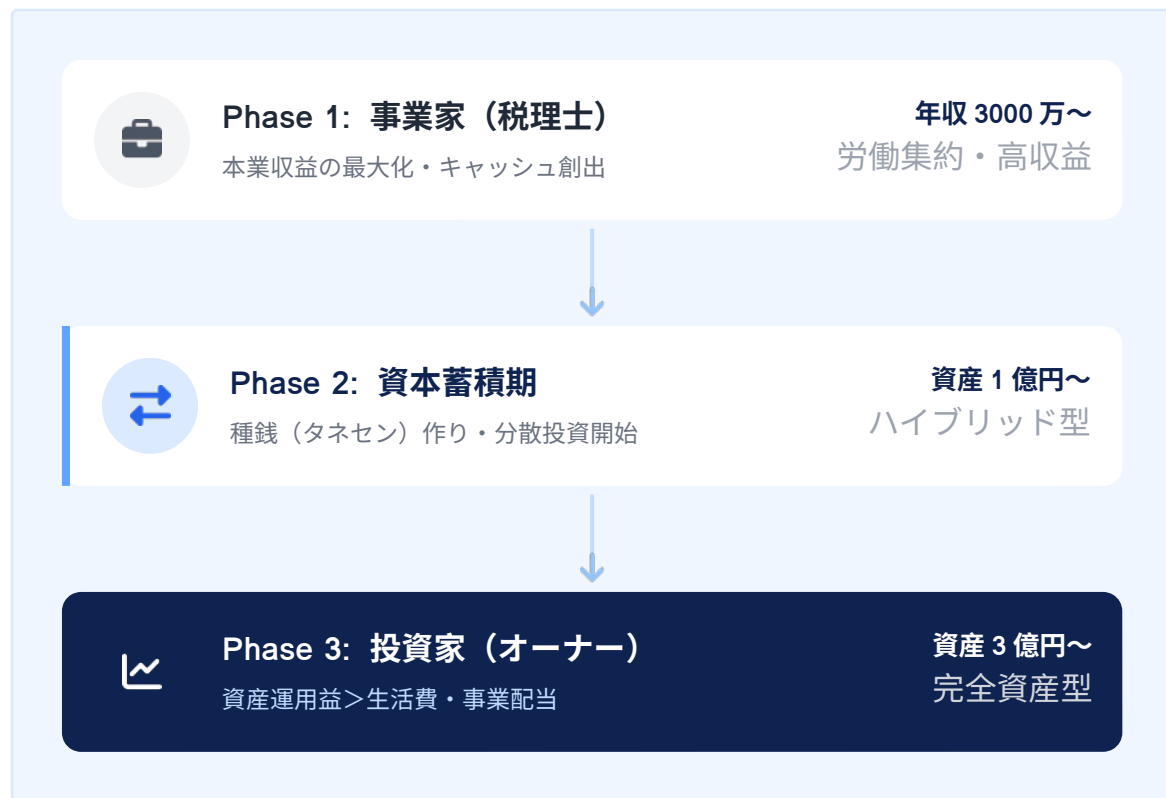 Phase 1: 事業家（税理士）
本業収益の最大化・キャッシュ創出
年収 3000 万〜
労働集約・高収益
Phase 2: 資本蓄積期
種銭（タネセン）作り・分散投資開始
資産 1 億円〜
ハイブリッド型
Phase 3: 投資家（オーナー）
資産運用益＞生活費・事業配当
資産 3 億円〜
完全資産型